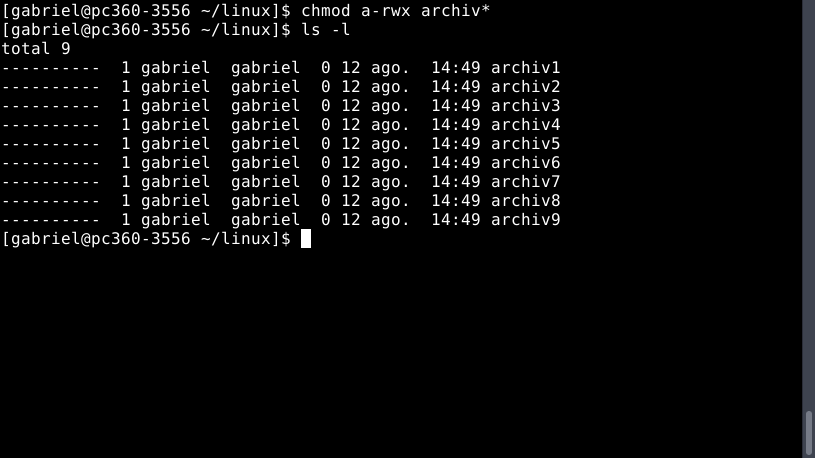 [gabriel@pc360-3556 ~/linux]$ chmod a-rwx archiv*
[gabriel@pc360-3556 ~/linux]$ ls -l
total 9
----------  1 gabriel  gabriel  0 12 ago.  14:49 archiv1
----------  1 gabriel  gabriel  0 12 ago.  14:49 archiv2
----------  1 gabriel  gabriel  0 12 ago.  14:49 archiv3
----------  1 gabriel  gabriel  0 12 ago.  14:49 archiv4
----------  1 gabriel  gabriel  0 12 ago.  14:49 archiv5
----------  1 gabriel  gabriel  0 12 ago.  14:49 archiv6
----------  1 gabriel  gabriel  0 12 ago.  14:49 archiv7
----------  1 gabriel  gabriel  0 12 ago.  14:49 archiv8
----------  1 gabriel  gabriel  0 12 ago.  14:49 archiv9
[gabriel@pc360-3556 ~/linux]$